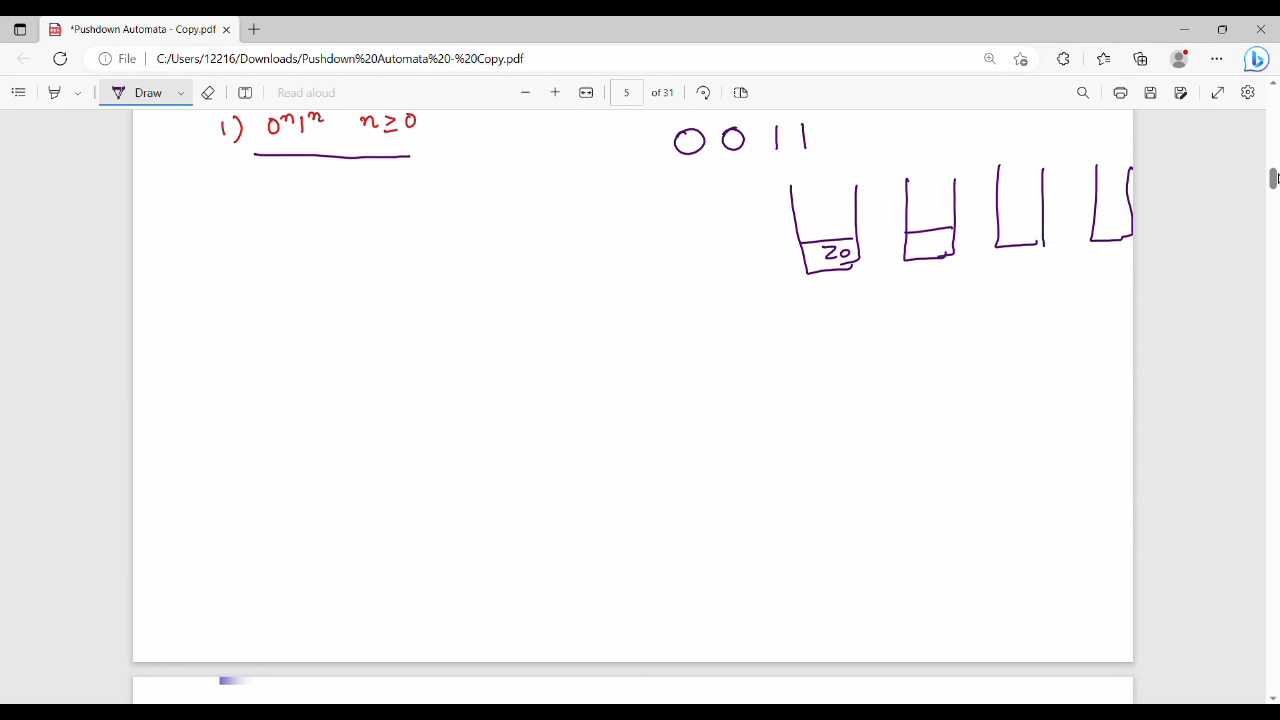 *Pushdown Automata - Copy.pdf
File C:/Users/12216/Downloads/Pushdown%20Automata%20-%20Copy.pdf
Draw Read aloud 5 of 31
1) 0ⁿ1ⁿ n ≥ 0
0 0 1 1
Z0